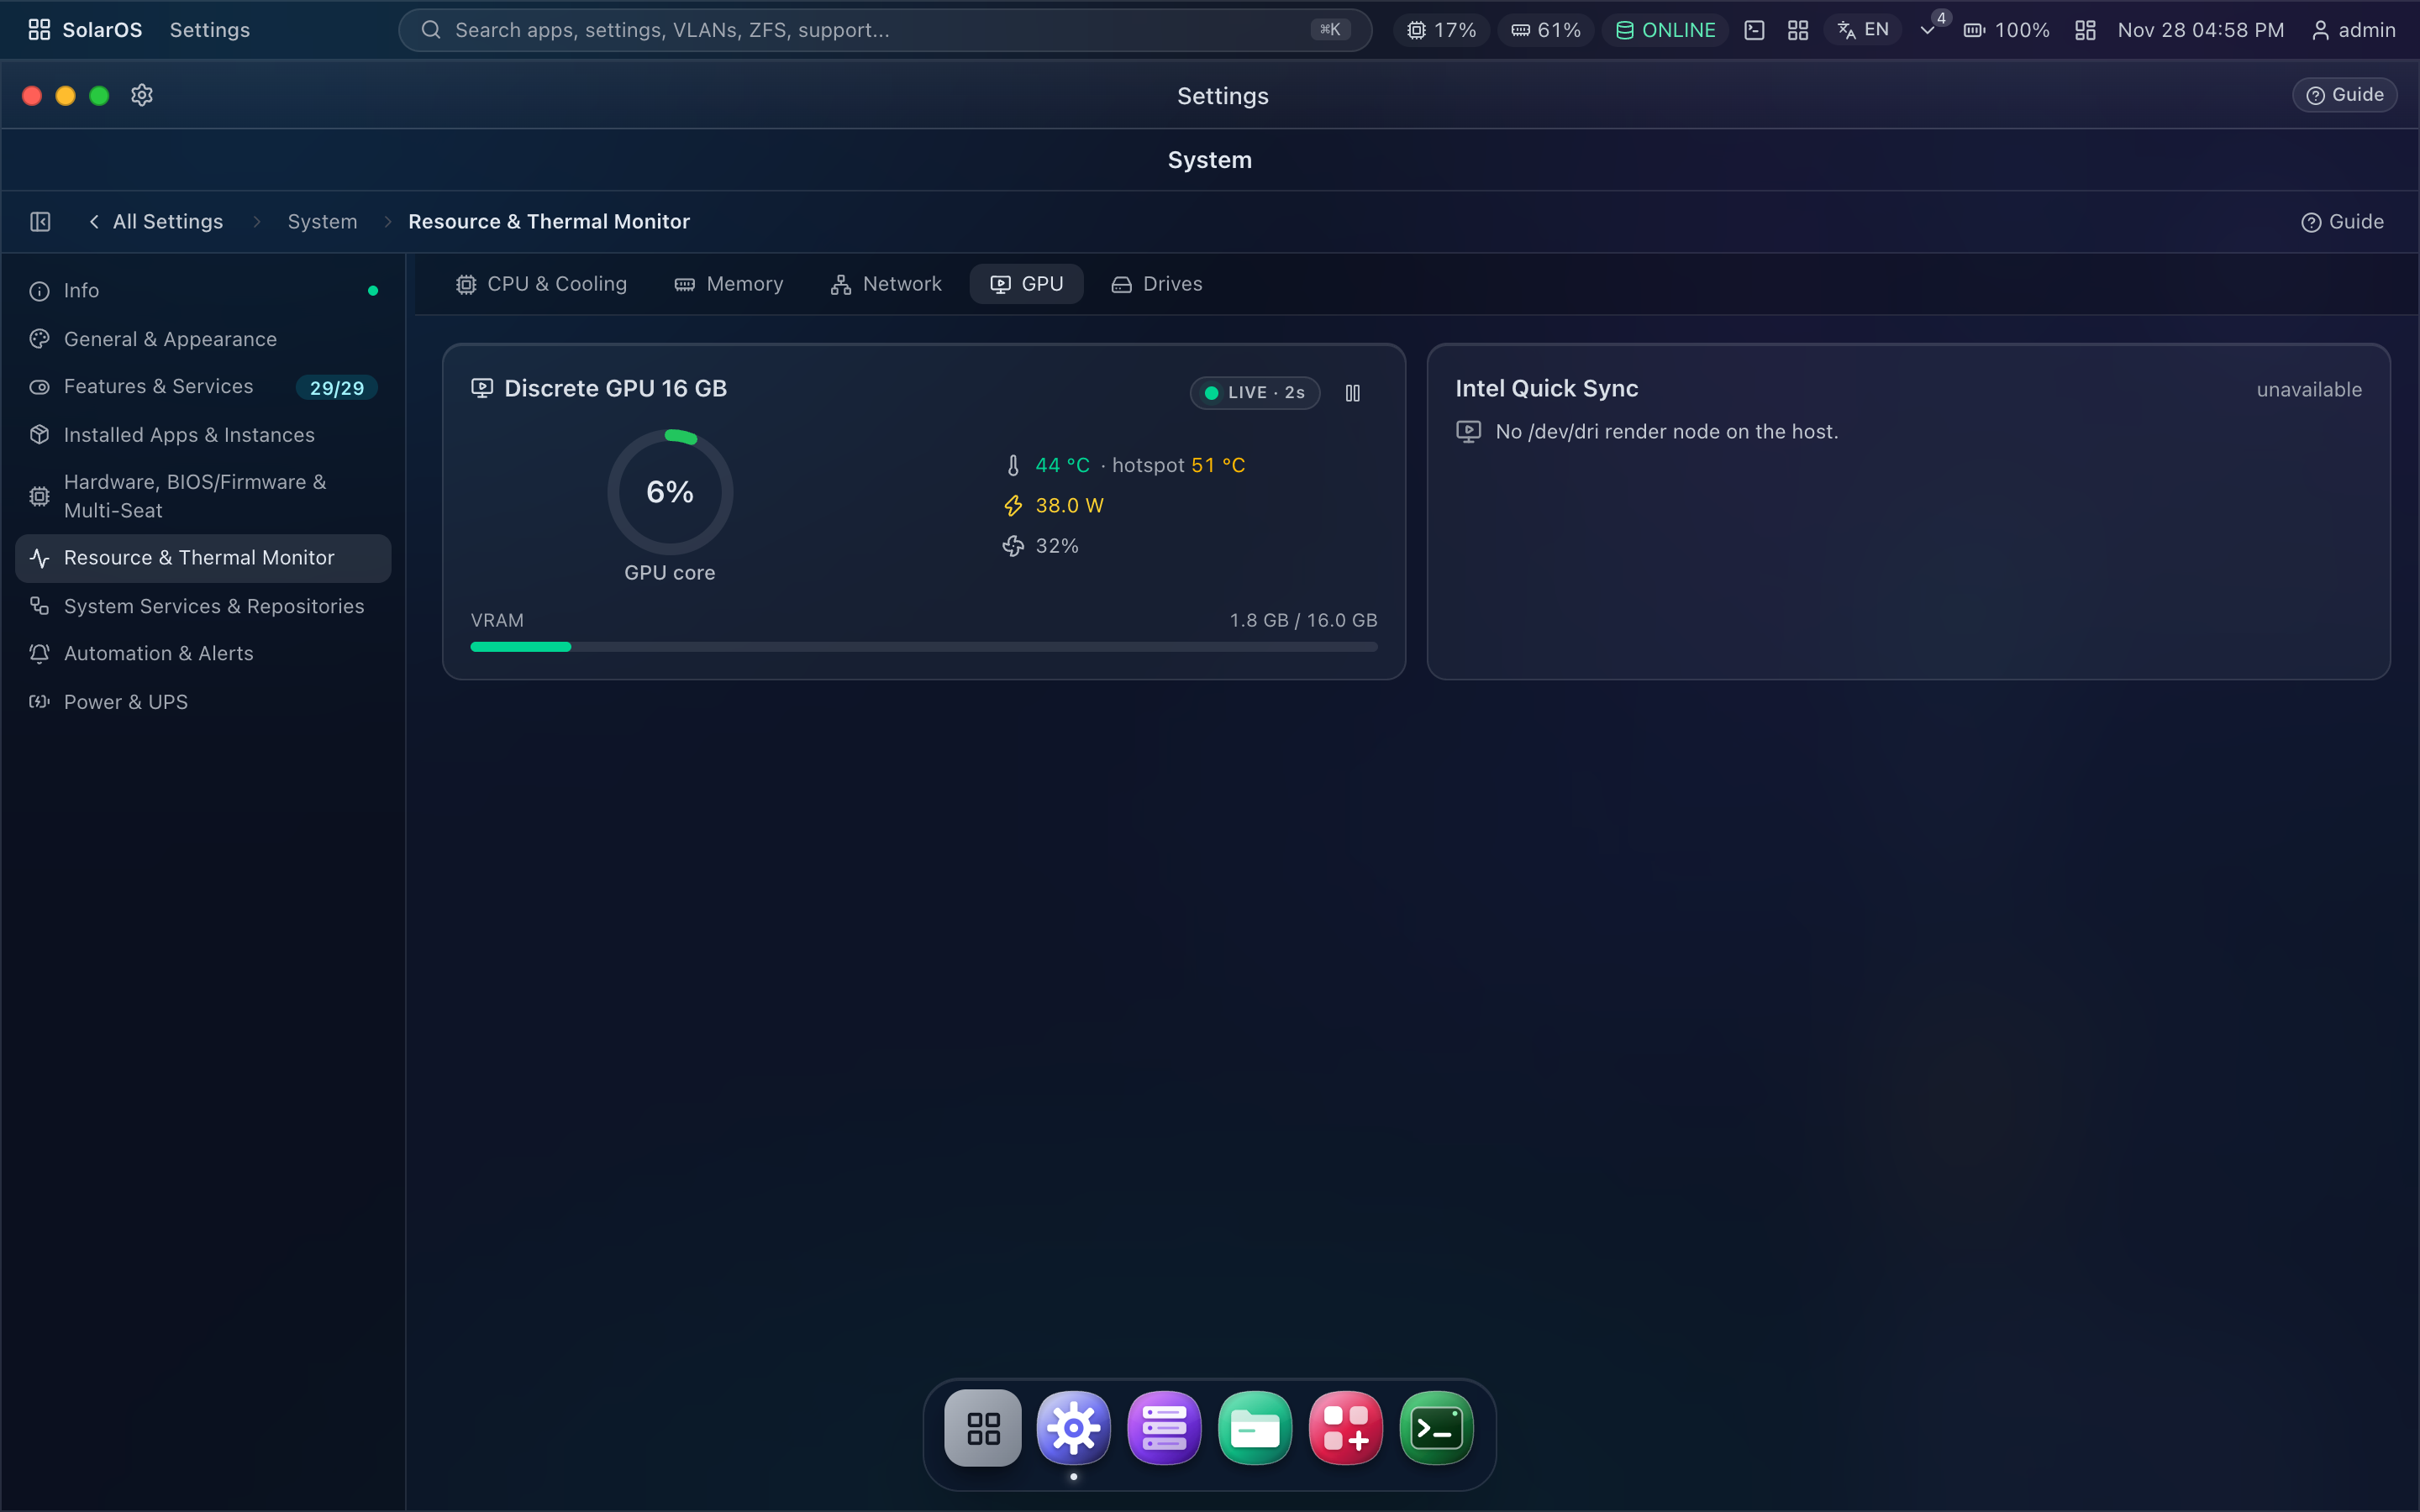 SolarOS Settings Search apps, settings, VLANs, ZFS, support... ⌘K 17% 61% ONLINE EN 4 100% Nov 28 04:58 PM admin
Settings Guide
System
All Settings System Resource & Thermal Monitor Guide
Info
General & Appearance
Features & Services 29/29
Installed Apps & Instances
Hardware, BIOS/Firmware &
Multi-Seat
Resource & Thermal Monitor
System Services & Repositories
Automation & Alerts
Power & UPS
CPU & Cooling Memory Network GPU Drives
Discrete GPU 16 GB LIVE · 2s
6%
GPU core
44 °C · hotspot 51 °C
38.0 W
32%
VRAM 1.8 GB / 16.0 GB
Intel Quick Sync unavailable
No /dev/dri render node on the host.